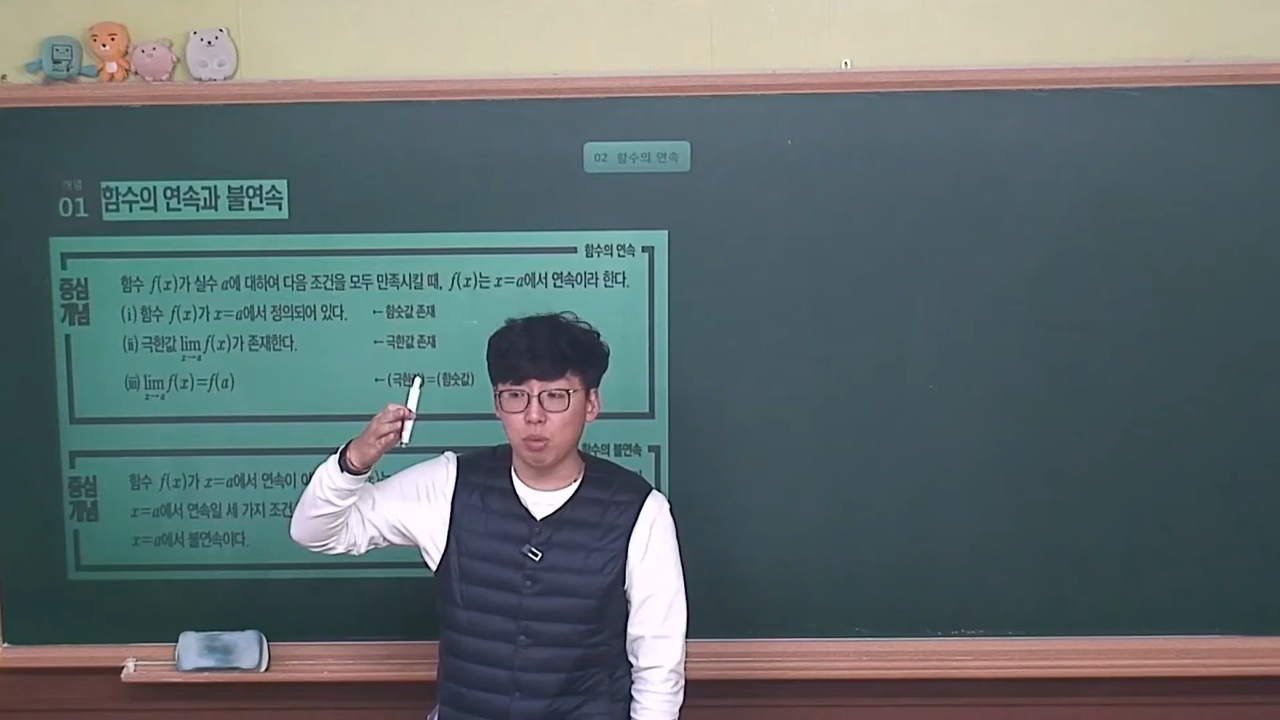 02 함수의 연속
개념
01 함수의 연속과 불연속
함수의 연속
중심
개념
함수 f(x)가 실수 a에 대하여 다음 조건을 모두 만족시킬 때, f(x)는 x=a에서 연속이라 한다.
(ⅰ) 함수 f(x)가 x=a에서 정의되어 있다. ←함숫값 존재
(ⅱ) 극한값 lim x→a f(x)가 존재한다. ←극한값 존재
(ⅲ) lim x→a f(x)=f(a) ←(극한값)=(함숫값)
함수의 불연속
중심
개념
함수 f(x)가 x=a에서 연속이
x=a에서 연속일 세 가지 조건
x=a에서 불연속이다.